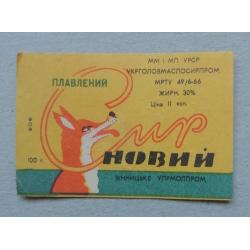 ММ І МП УРСР
УКРГОЛОВМАСЛОСИРПРОМ
МРТУ 49/6-66
ЖИРН. 30%
Ціна 11 коп.
ПЛАВЛЕНИЙ
Сир
НОВИЙ
100 г.
ВІННИЦЬКЕ УПРМОЛПРОМ